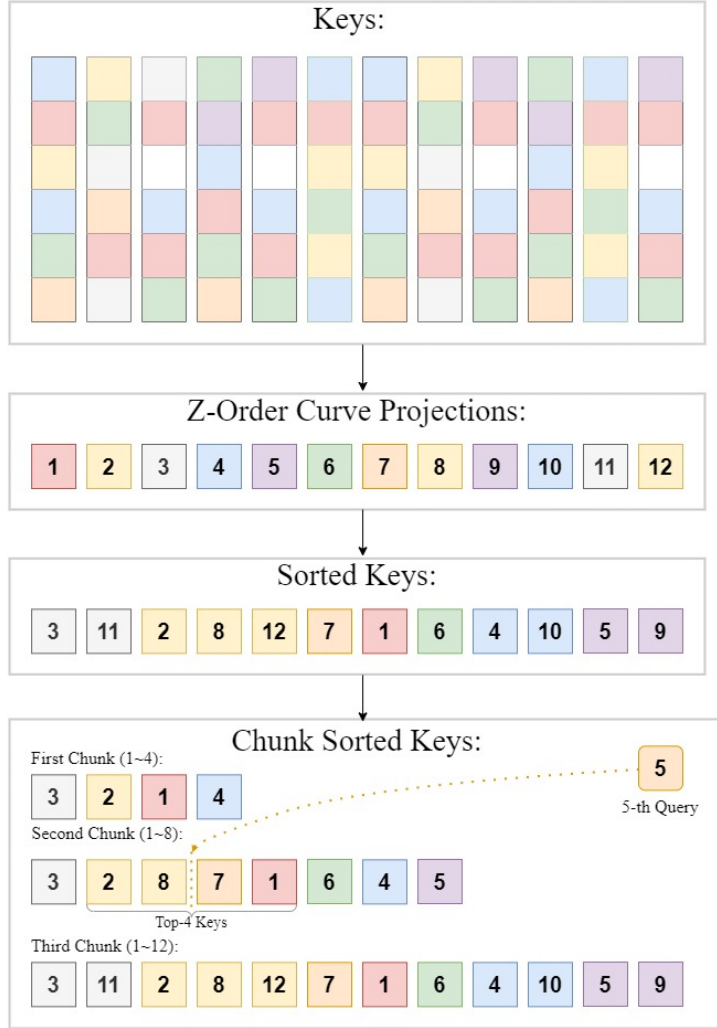 Keys:
Z-Order Curve Projections:
1 2 3 4 5 6 7 8 9 10 11 12
Sorted Keys:
3 11 2 8 12 7 1 6 4 10 5 9
Chunk Sorted Keys:
First Chunk (1~4):
3 2 1 4
5
5-th Query
Second Chunk (1~8):
3 2 8 7 1 6 4 5
Top-4 Keys
Third Chunk (1~12):
3 11 2 8 12 7 1 6 4 10 5 9